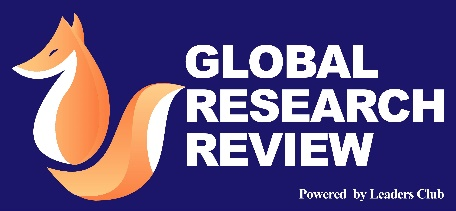 GLOBAL
RESEARCH
REVIEW
Powered by Leaders Club